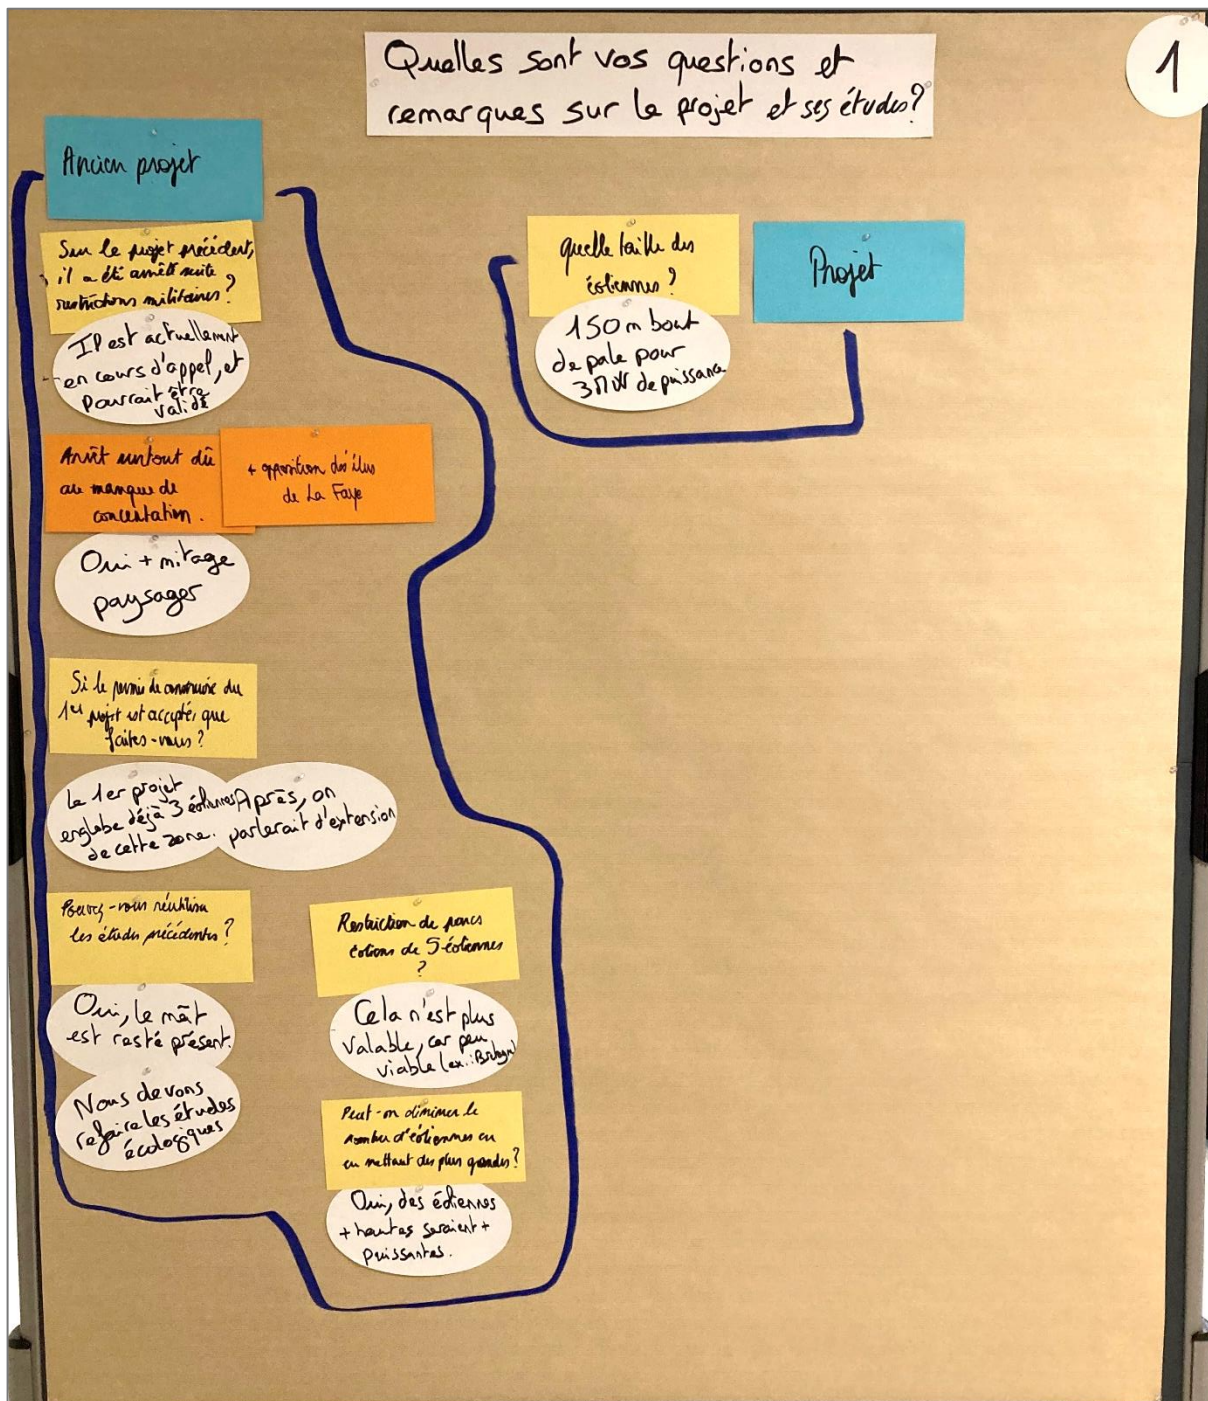 Quelles sont vos questions et
remarques sur le projet et ses études?
1
Ancien projet
Sur le projet précédent,
il a été arrêté suite
restrictions militaires?
Il est actuellement
en cours d'appel, et
pourrait être
validé
Arrêt surtout dû
au manque de
concertation.
+ opposition des élus
de La Faye
Oui + mitage
paysager
Si le permis de construire du
1er projet est accepté, que
faites-vous?
Le 1er projet
englobe déjà 3 éoliennes
de cette zone.
Après, on
parlerait d'extension
Pouvez-vous réutiliser
les études précédentes?
Oui, le mât
est resté présent.
Nous devons
refaire les études
écologiques
Restriction de parcs
éoliens de 5 éoliennes
?
Cela n'est plus
valable, car peu
viable (ex.:
Peut-on diminuer le
nombre d'éoliennes en
en mettant des plus grandes?
Oui, des éoliennes
+ hautes seraient +
puissantes.
quelle taille des
éoliennes?
150m bout
de pale pour
3MW de puissance
Projet